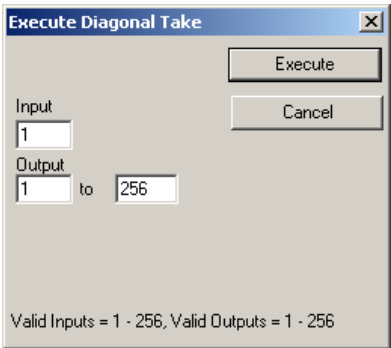 Execute Diagonal Take
Execute
Input
Cancel
1
Output
1 to 256
Valid Inputs = 1 - 256, Valid Outputs = 1 - 256